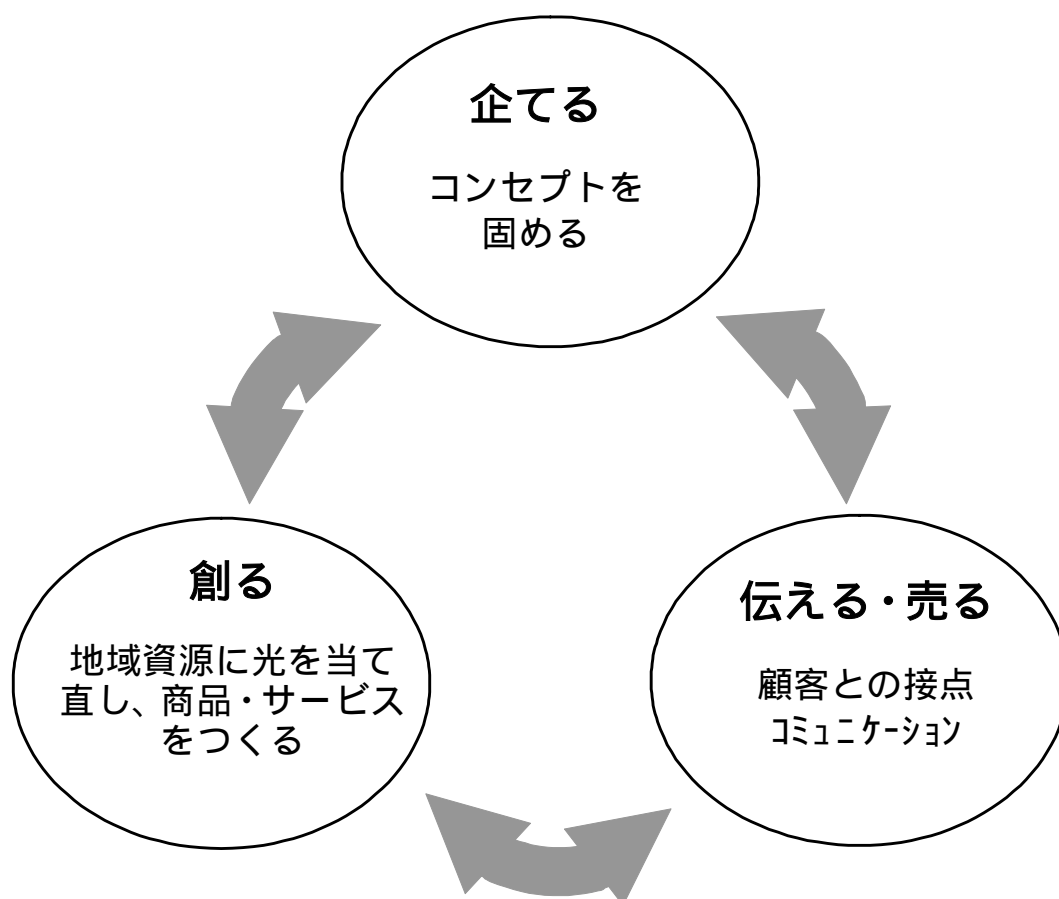 企てる
コンセプトを
固める
創る
地域資源に光を当て
直し、商品・サービス
をつくる
伝える・売る
顧客との接点
ｺﾐｭﾆｹｰｼｮﾝ